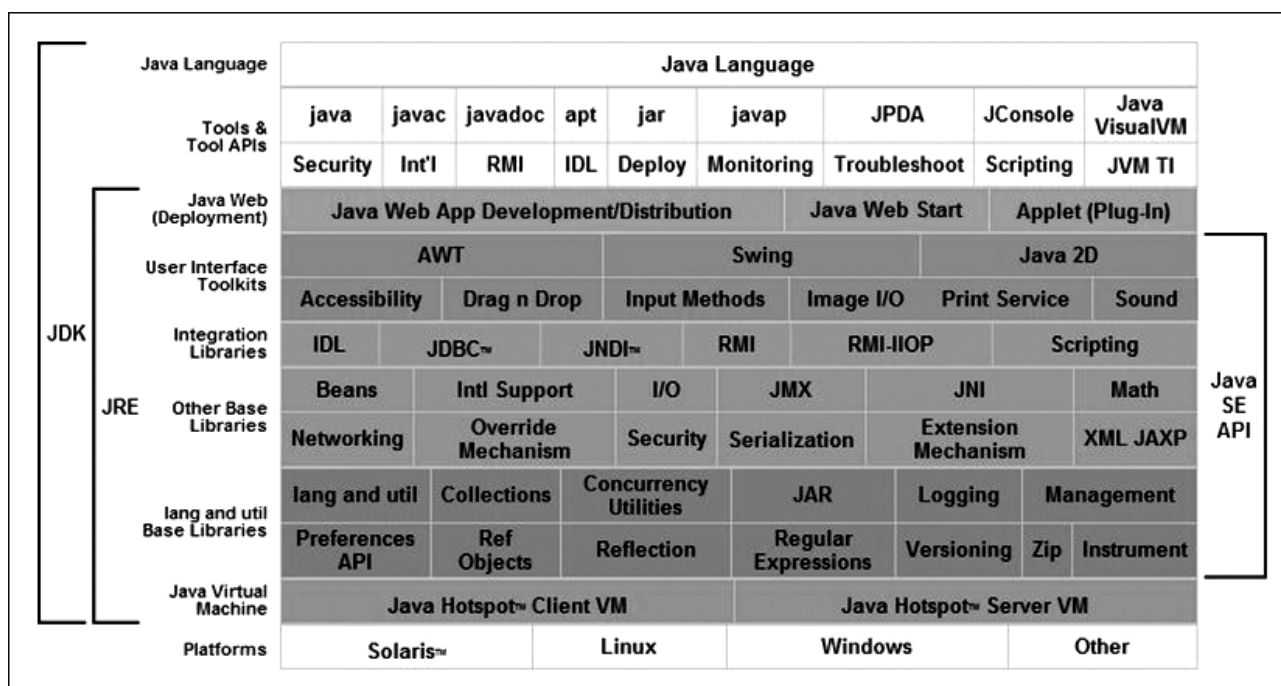 Java Language Java Language
java javac javadoc apt jar javap JPDA JConsole Java VisualVM
Tools & Tool APIs
Security Int'l RMI IDL Deploy Monitoring Troubleshoot Scripting JVM TI
Java Web (Deployment) Java Web App Development/Distribution Java Web Start Applet (Plug-In)
AWT Swing Java 2D
User Interface Toolkits
Accessibility Drag n Drop Input Methods Image I/O Print Service Sound
Integration Libraries IDL JDBC™ JNDI™ RMI RMI-IIOP Scripting
JDK
JRE
Java SE API
Beans Intl Support I/O JMX JNI Math
Other Base Libraries
Networking Override Mechanism Security Serialization Extension Mechanism XML JAXP
lang and util Collections Concurrency Utilities JAR Logging Management
lang and util Base Libraries
Preferences API Ref Objects Reflection Regular Expressions Versioning Zip Instrument
Java Virtual Machine Java Hotspot™ Client VM Java Hotspot™ Server VM
Platforms Solaris™ Linux Windows Other